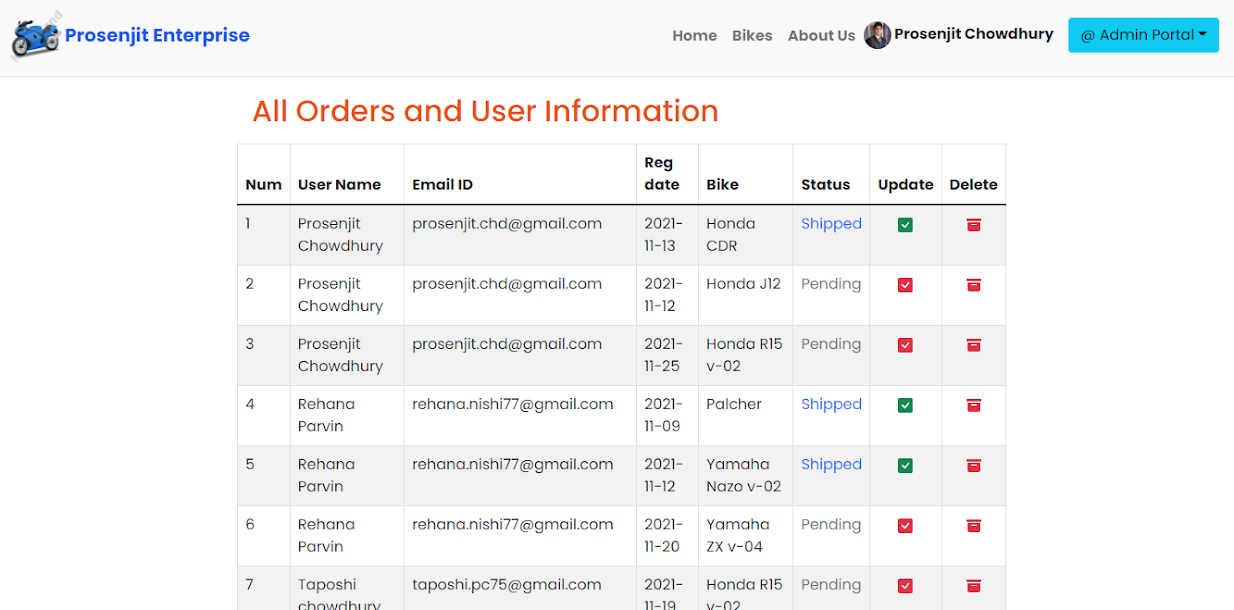 Prosenjit Enterprise
Home Bikes About Us Prosenjit Chowdhury @ Admin Portal
All Orders and User Information
Num User Name Email ID Reg date Bike Status Update Delete
1 Prosenjit Chowdhury prosenjit.chd@gmail.com 2021-11-13 Honda CDR Shipped
2 Prosenjit Chowdhury prosenjit.chd@gmail.com 2021-11-12 Honda J12 Pending
3 Prosenjit Chowdhury prosenjit.chd@gmail.com 2021-11-25 Honda R15 v-02 Pending
4 Rehana Parvin rehana.nishi77@gmail.com 2021-11-09 Palcher Shipped
5 Rehana Parvin rehana.nishi77@gmail.com 2021-11-12 Yamaha Nazo v-02 Shipped
6 Rehana Parvin rehana.nishi77@gmail.com 2021-11-20 Yamaha ZX v-04 Pending
7 Taposhi chowdhury taposhi.pc75@gmail.com 2021-11-19 Honda R15 v-02 Pending